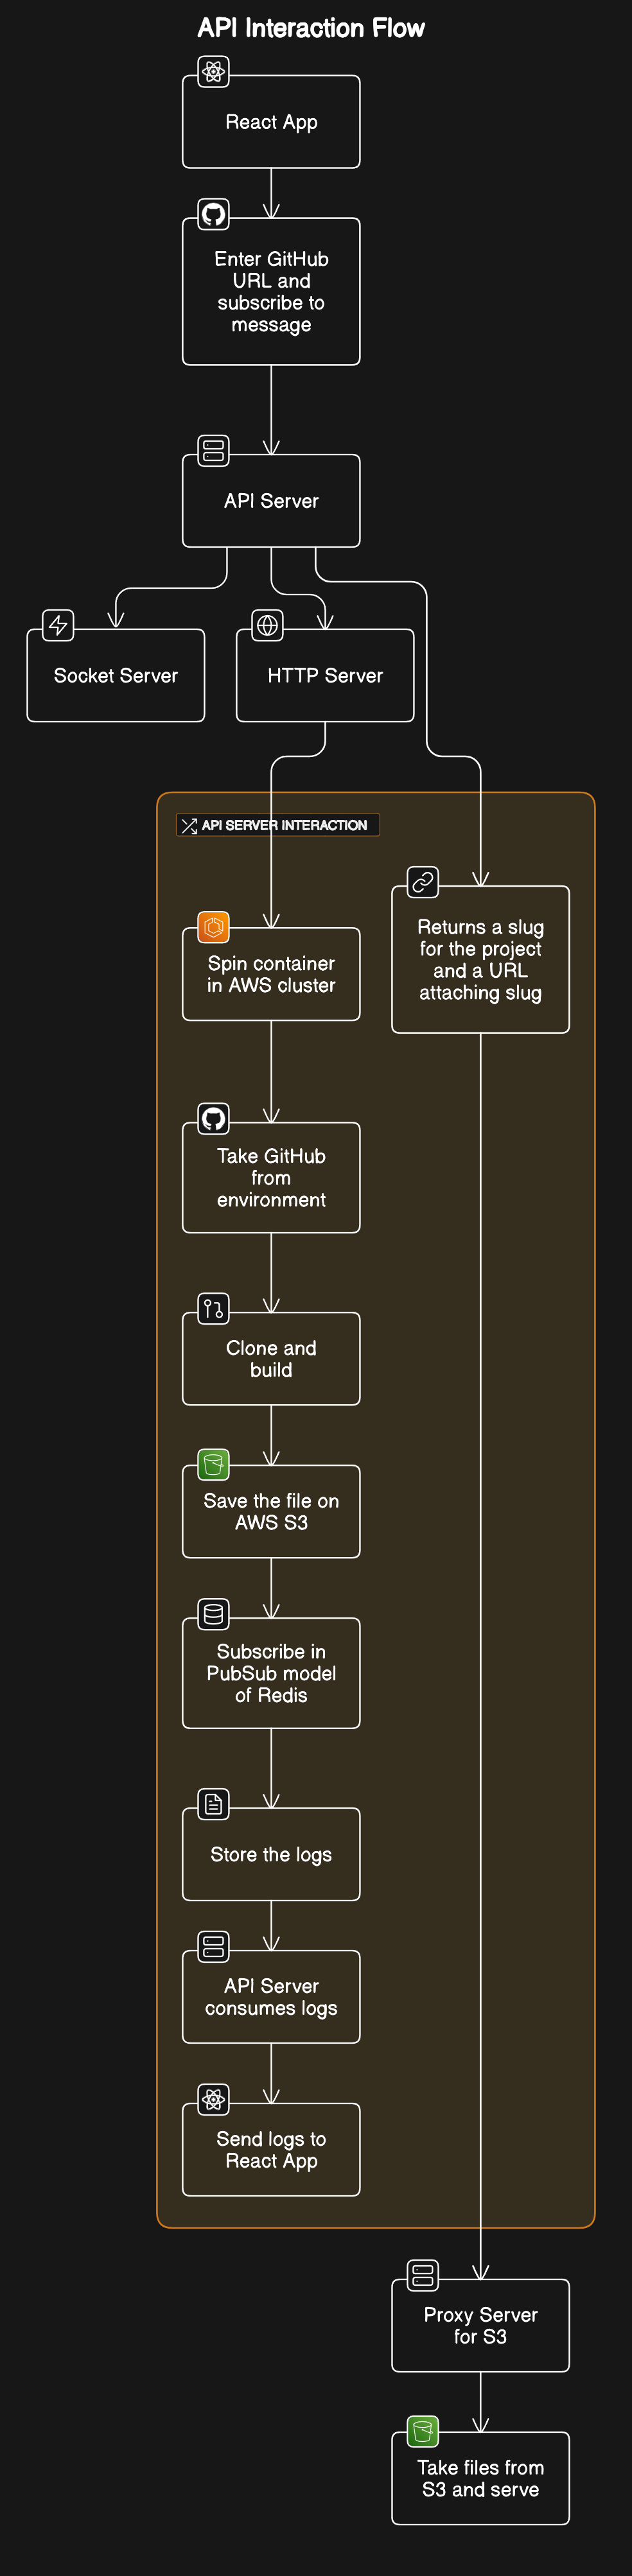 API Interaction Flow
React App
Enter GitHub
URL and
subscribe to
message
API Server
Socket Server
HTTP Server
API SERVER INTERACTION
Returns a slug
for the project
and a URL
attaching slug
Spin container
in AWS cluster
Take GitHub
from
environment
Clone and
build
Save the file on
AWS S3
Subscribe in
PubSub model
of Redis
Store the logs
API Server
consumes logs
Send logs to
React App
Proxy Server
for S3
Take files from
S3 and serve